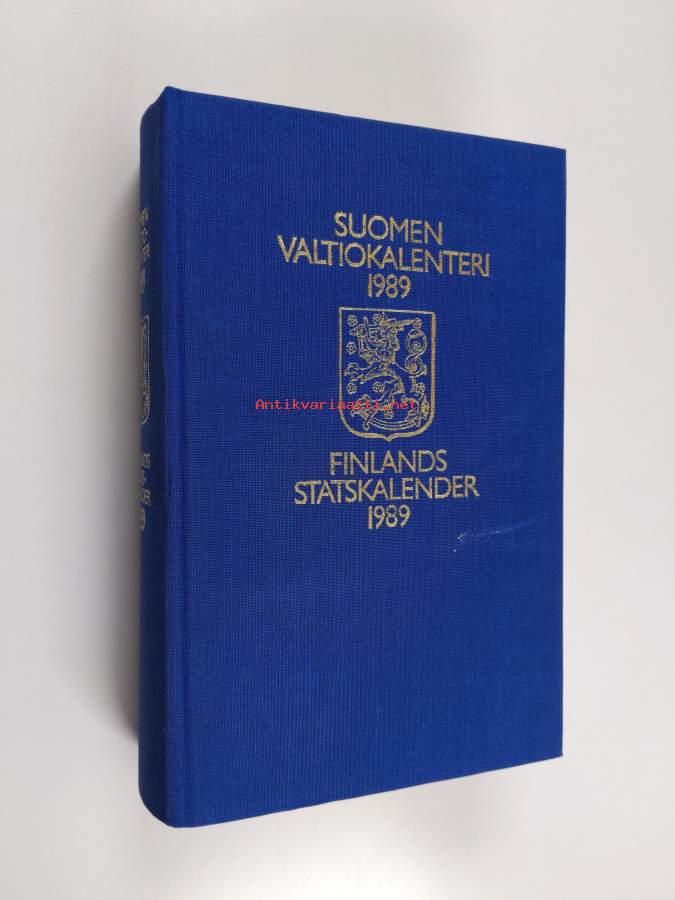 SUOMEN
VALTIOKALENTERI
1989
Antikvariaatti.net
FINLANDS
STATSKALENDER
1989